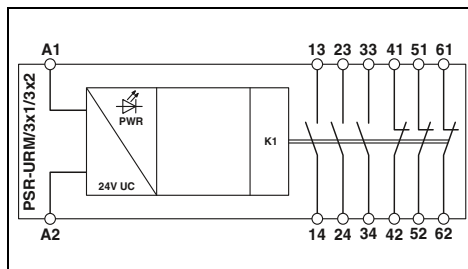 A1 13 23 33 41 51 61
PSR-URM/3x1/3x2
PWR
K1
24V UC
A2 14 24 34 42 52 62